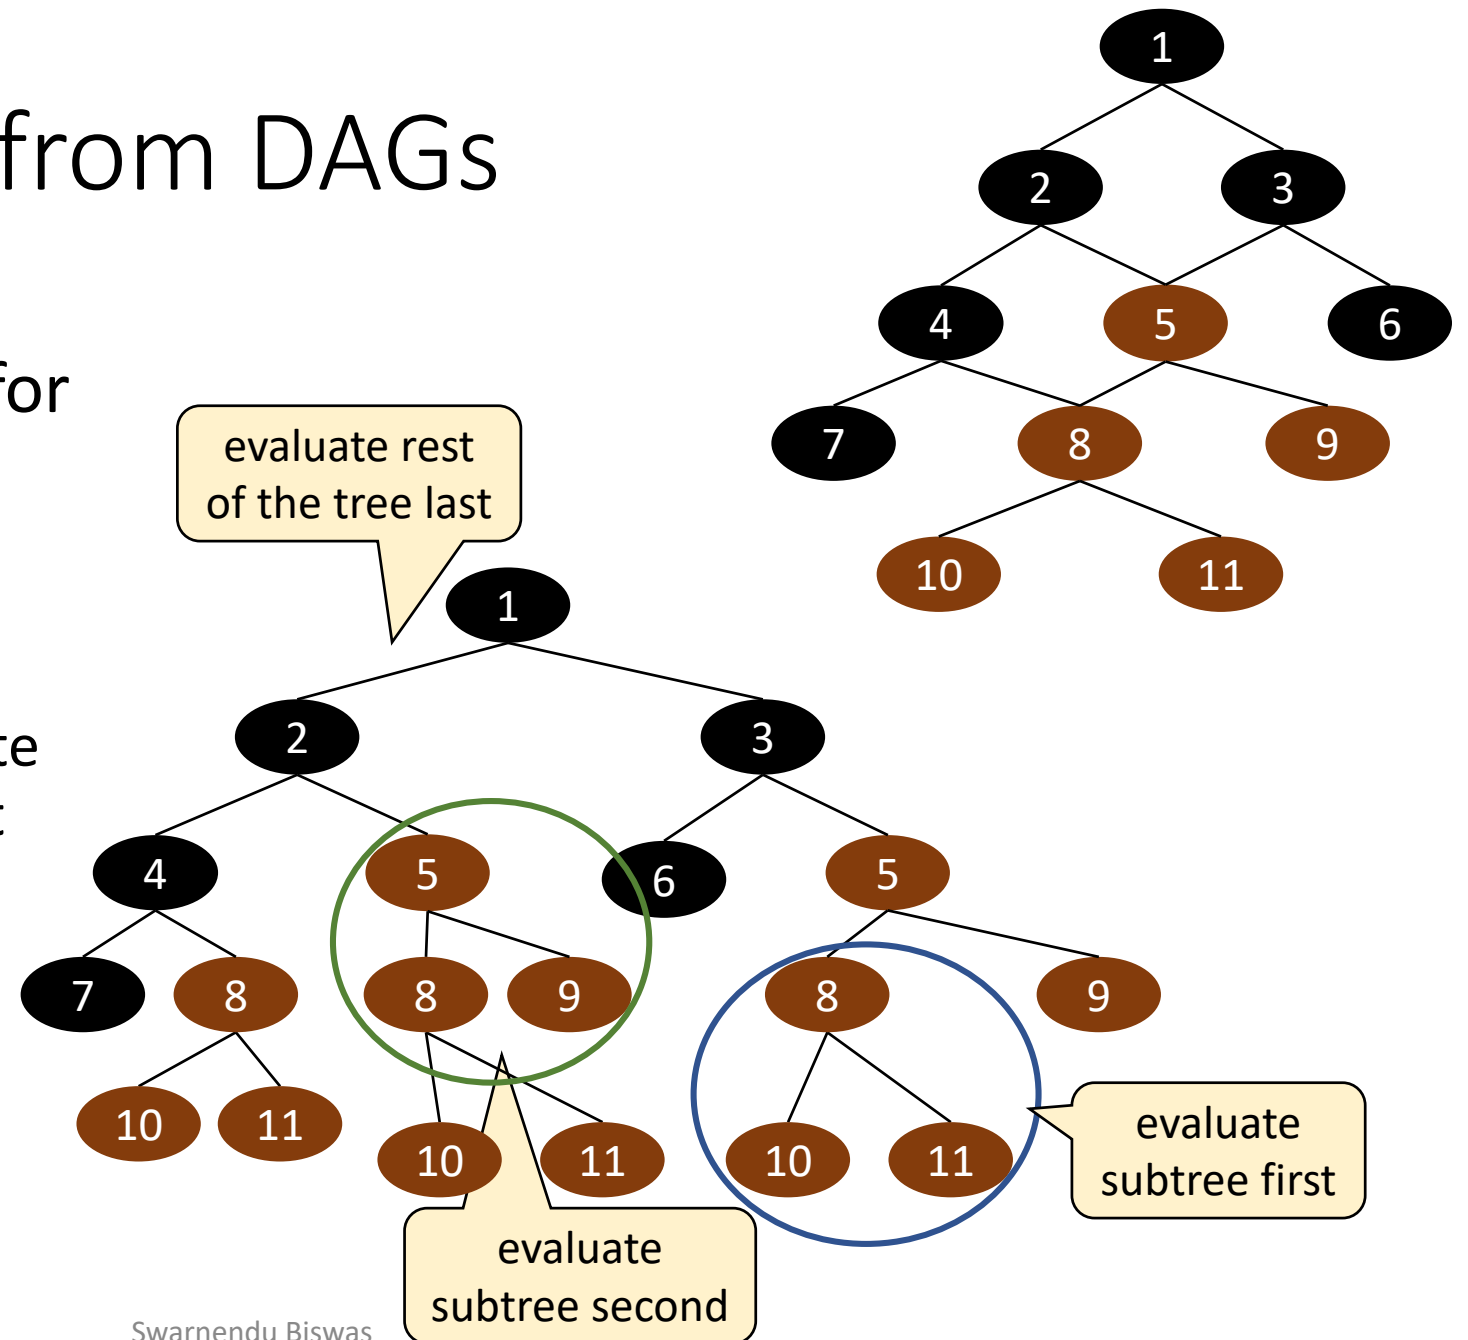 from DAGs
1
2 3
4 5 6
for
7 8 9
evaluate rest
of the tree last
10 11
1
2 3
te
t
4 5 6 5
7 8 8 9 8 9
10 11
10 11 10 11
evaluate
subtree first
evaluate
subtree second
Swarnendu Biswas